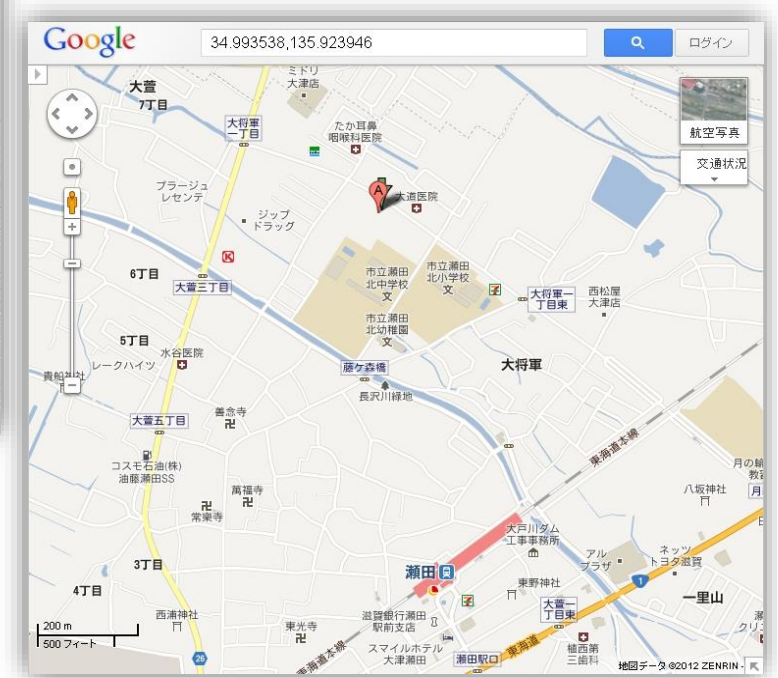 Google
34.993538,135.923946
ログイン
大萱
7丁目
ミドリ
大津店
大将軍
一丁目
たか耳鼻
咽喉科医院
航空写真
交通状況
プラージュ
レセンテ
ジップ
ドラッグ
A
大道医院
6丁目
大萱三丁目
市立瀬田
北中学校
文
市立瀬田
北小学校
文
大将軍一
丁目東
西松屋
大津店
市立瀬田
北幼稚園
文
5丁目
水谷医院
レークハイツ
貴船神社
藤ケ森橋
大将軍
長沢川緑地
大萱五丁目
善念寺
コスモ石油(株)
油藤瀬田SS
萬福寺
常楽寺
東海道本線
月の輪
八坂神社
月
大戸川ダム
工事事務所
アル
プラザ
ネッツ
トヨタ滋賀
3丁目
瀬田
4丁目
東野神社
1
一里山
大萱一
丁目東
200 m
500 フィート
西浦神社
東光寺
滋賀銀行瀬田
駅前支店
スマイルホテル
大津瀬田
瀬田駅口
東海道
植西第
三歯科
26
東海道本線
地図データ ©2012 ZENRIN -